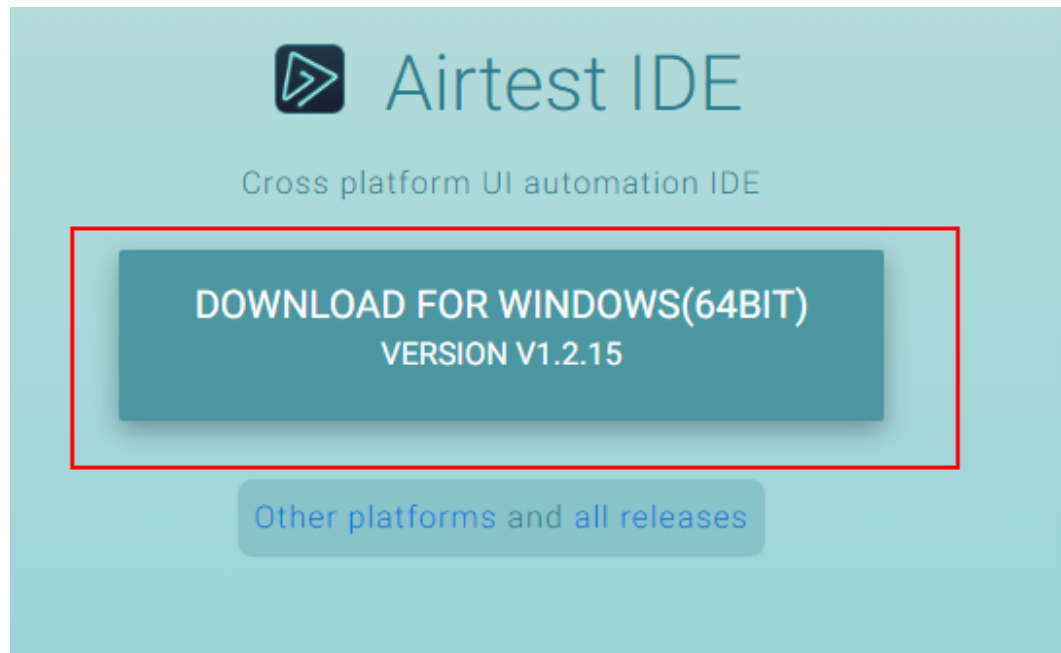 Airtest IDE
Cross platform UI automation IDE
DOWNLOAD FOR WINDOWS(64BIT)
VERSION V1.2.15
Other platforms and all releases